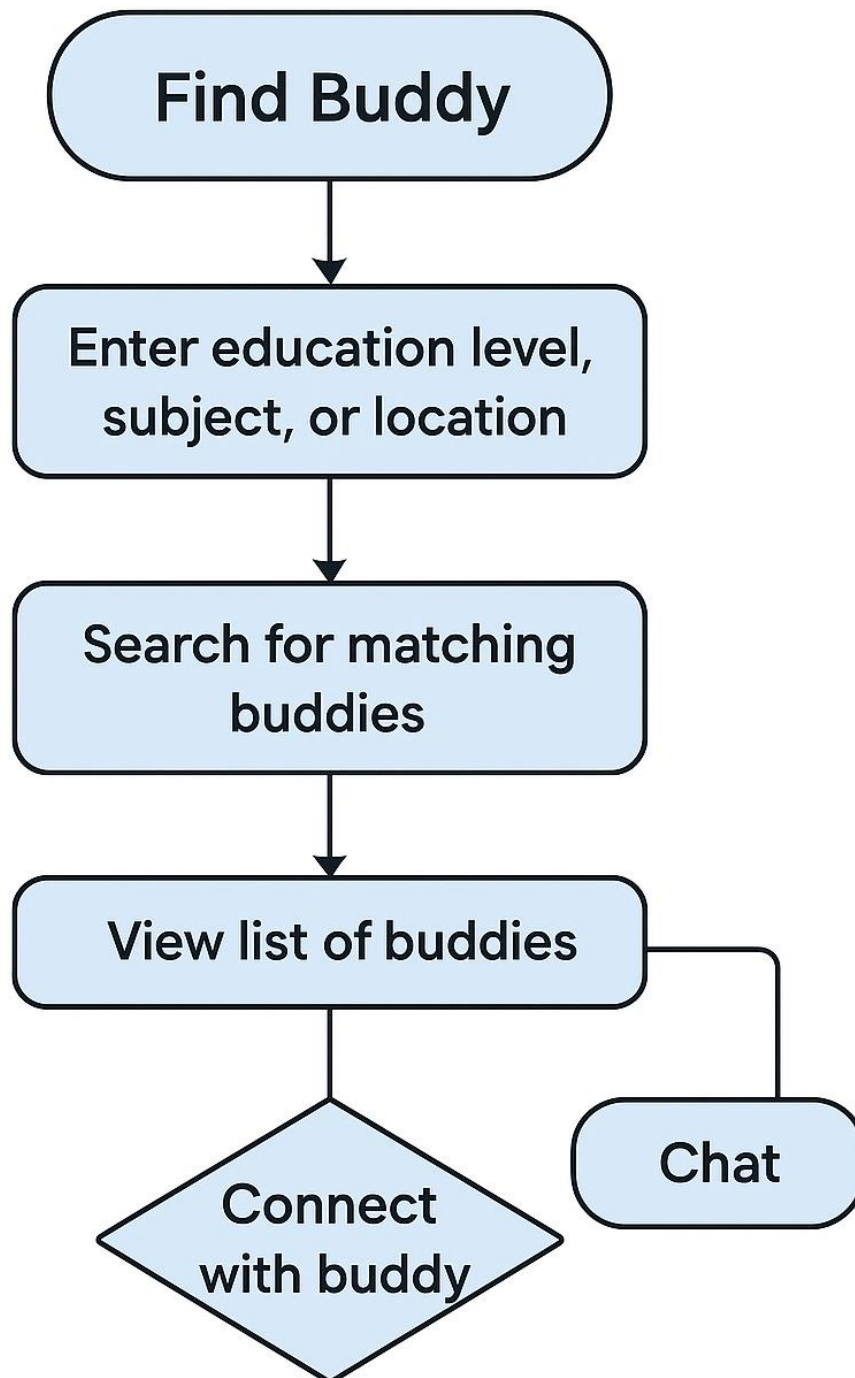 Find Buddy
Enter education level,
subject, or location
Search for matching
buddies
View list of buddies
Chat
Connect
with buddy